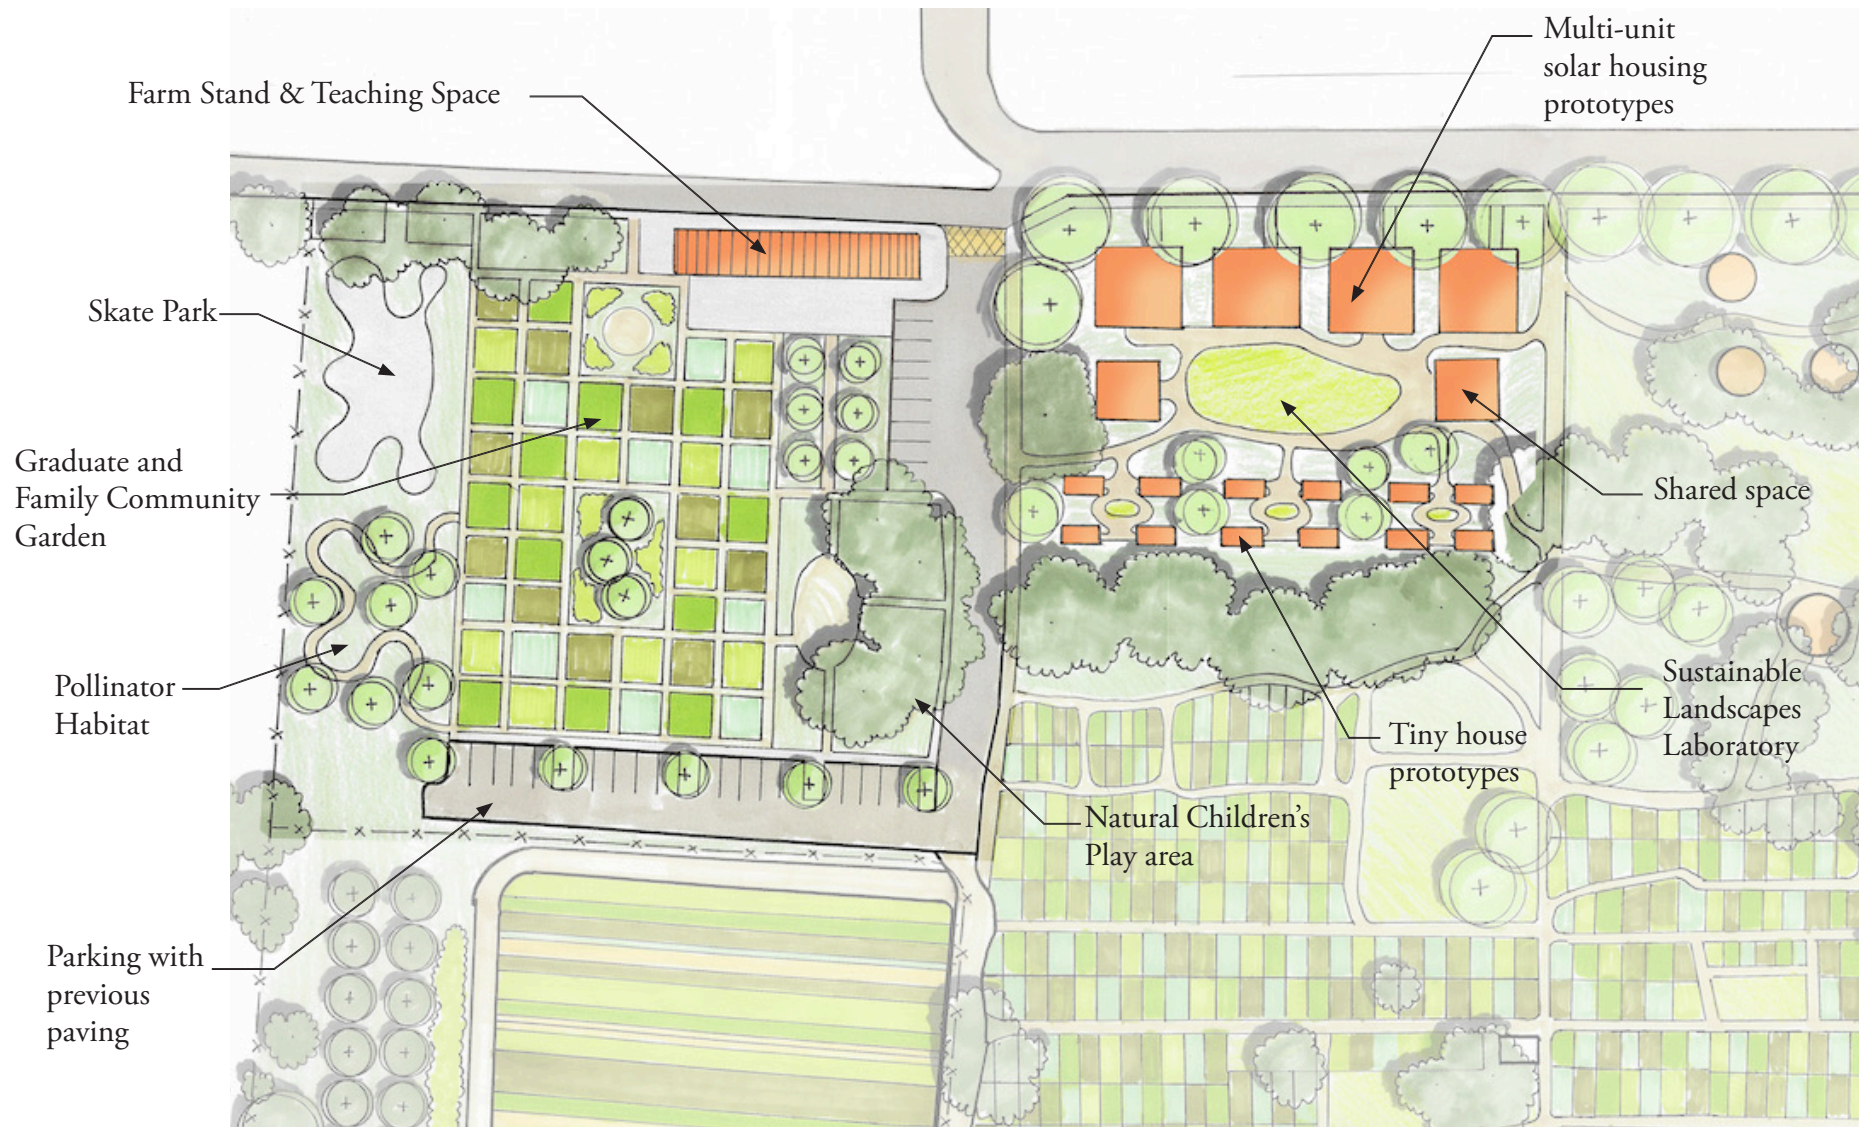 Multi-unit
solar housing
prototypes
Farm Stand & Teaching Space
Skate Park
Graduate and
Family Community
Garden
Shared space
Pollinator
Habitat
Sustainable
Landscapes
Laboratory
Tiny house
prototypes
Natural Children's
Play area
Parking with
previous
paving